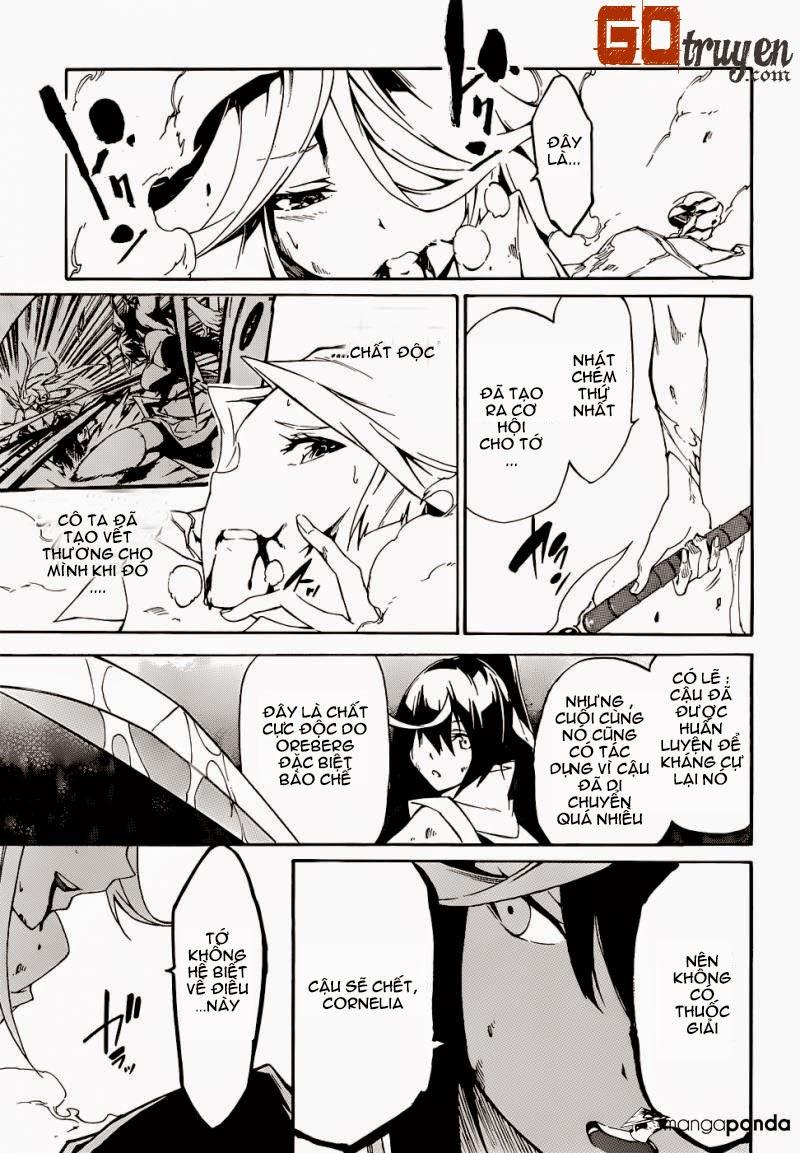 GOtruyen
.com
ĐÂY
LÀ...
NHÁT
CHÉM
THỨ
NHẤT
ĐÃ TẠO
RA CƠ
HỘI
CHO TỚ
...
....CHẤT ĐỘC
CÔ TA ĐÃ
TẠO VẾT
THƯƠNG CHO
MÌNH KHI ĐÓ
....
CÓ LẼ :
CẬU ĐÃ
ĐƯỢC
HUẤN
LUYỆN ĐỂ
KHÁNG CỰ
LẠI NÓ
NHƯNG ,
CUỐI CÙNG
NÓ CŨNG
CÓ TÁC
DỤNG VÌ CẬU
ĐÃ DI
CHUYỂN
QUÁ NHIỀU
ĐÂY LÀ CHẤT
CỰC ĐỘC DO
OREBERG
ĐẶC BIỆT
BÀO CHẾ
NÊN
KHÔNG
CÓ
THUỐC
GIẢI
CẬU SẼ CHẾT,
CORNELIA
TỚ
KHÔNG
HỀ BIẾT
VỀ ĐIỀU
...NÀY
mangapanda